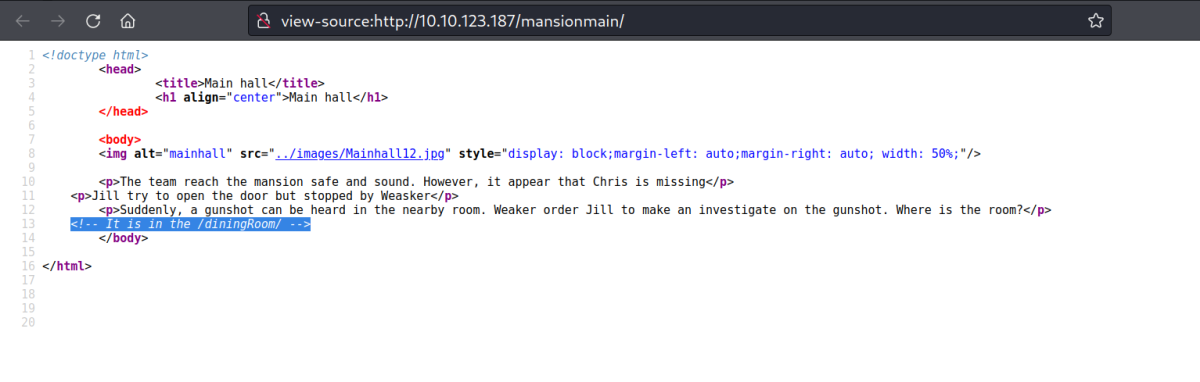 view-source:http://10.10.123.187/mansionmain/
1 <!doctype html>
2 <head>
3 <title>Main hall</title>
4 <h1 align="center">Main hall</h1>
5 </head>
6
7 <body>
8 <img alt="mainhall" src="../images/Mainhall12.jpg" style="display: block;margin-left: auto;margin-right: auto; width: 50%;"/>
9
10 <p>The team reach the mansion safe and sound. However, it appear that Chris is missing</p>
11 <p>Jill try to open the door but stopped by Weasker</p>
12 <p>Suddenly, a gunshot can be heard in the nearby room. Weaker order Jill to make an investigate on the gunshot. Where is the room?</p>
13 <!-- It is in the /diningRoom/ -->
14 </body>
15
16 </html>
17
18
19
20